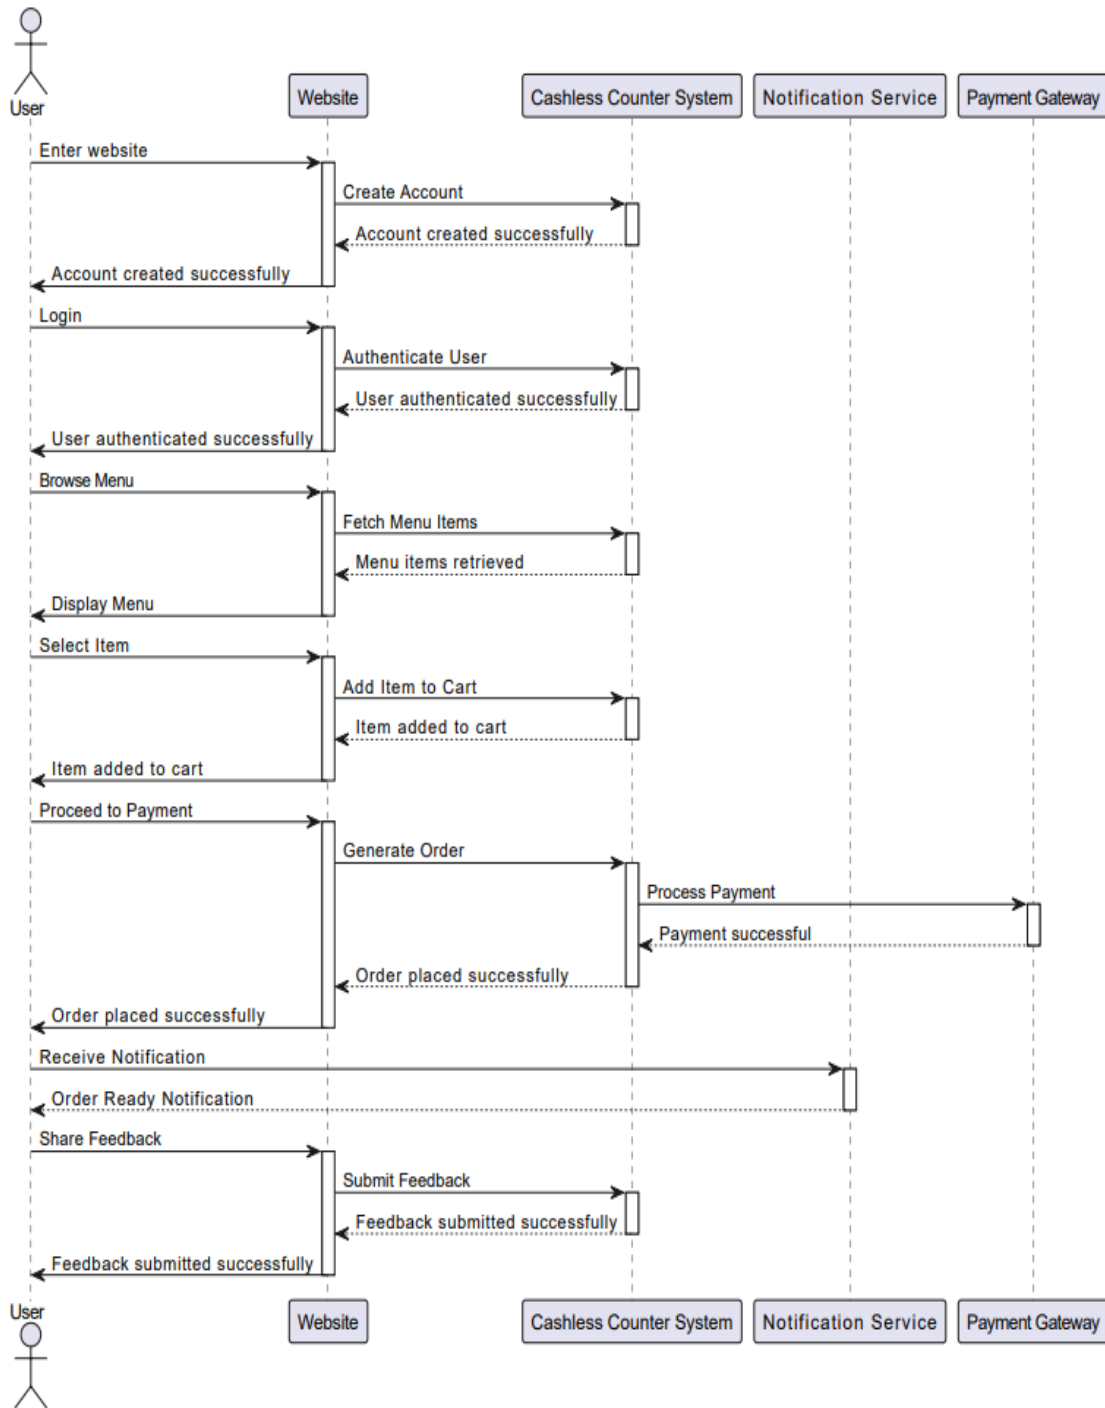 User
Website
Cashless Counter System
Notification Service
Payment Gateway
Enter website
Create Account
Account created successfully
Account created successfully
Login
Authenticate User
User authenticated successfully
User authenticated successfully
Browse Menu
Fetch Menu Items
Menu items retrieved
Display Menu
Select Item
Add Item to Cart
Item added to cart
Item added to cart
Proceed to Payment
Generate Order
Process Payment
Payment successful
Order placed successfully
Order placed successfully
Receive Notification
Order Ready Notification
Share Feedback
Submit Feedback
Feedback submitted successfully
Feedback submitted successfully
User
Website
Cashless Counter System
Notification Service
Payment Gateway